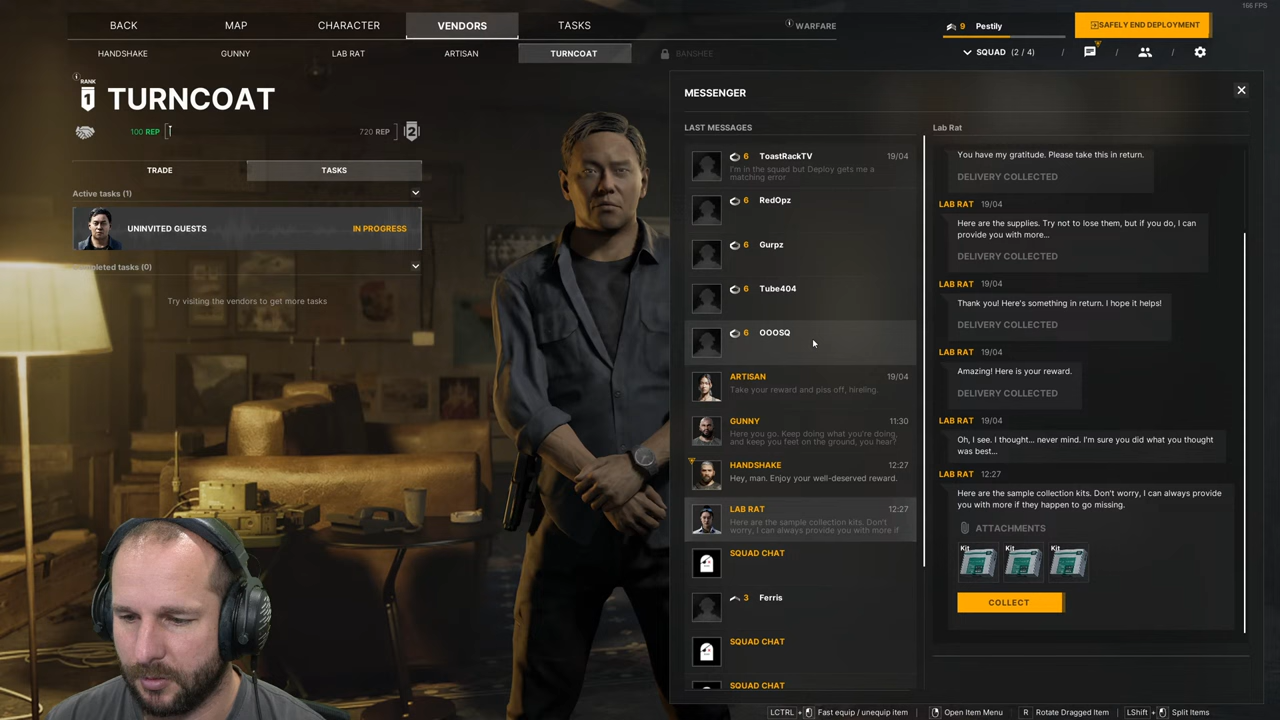 166 FPS
BACK
MAP
CHARACTER
VENDORS
TASKS
WARFARE
9 Pestily
SAFELY END DEPLOYMENT
HANDSHAKE
GUNNY
LAB RAT
ARTISAN
TURNCOAT
BANSHEE
SQUAD (2 / 4)
RANK
1
TURNCOAT
100 REP
720 REP
2
TRADE
TASKS
Active tasks (1)
UNINVITED GUESTS
IN PROGRESS
Completed tasks (0)
Try visiting the vendors to get more tasks
MESSENGER
LAST MESSAGES
6 ToastRackTV
19/04
I'm in the squad but Deploy gets me a
matching error
6 RedOpz
6 Gurpz
6 Tube404
6 OOOSQ
ARTISAN
19/04
Take your reward and piss off, hireling.
GUNNY
11:30
Here you go. Keep doing what you're doing,
and keep you feet on the ground, you hear?
HANDSHAKE
12:27
Hey, man. Enjoy your well-deserved reward.
LAB RAT
12:27
Here are the sample collection kits. Don't
worry, I can always provide you with more if
SQUAD CHAT
3 Ferris
SQUAD CHAT
SQUAD CHAT
Lab Rat
You have my gratitude. Please take this in return.
DELIVERY COLLECTED
LAB RAT 19/04
Here are the supplies. Try not to lose them, but if you do, I can
provide you with more...
DELIVERY COLLECTED
LAB RAT 19/04
Thank you! Here's something in return. I hope it helps!
DELIVERY COLLECTED
LAB RAT 19/04
Amazing! Here is your reward.
DELIVERY COLLECTED
LAB RAT 19/04
Oh, I see. I thought... never mind. I'm sure you did what you thought
was best...
LAB RAT 12:27
Here are the sample collection kits. Don't worry, I can always provide
you with more if they happen to go missing.
ATTACHMENTS
Kit
Kit
Kit
COLLECT
LCTRL + Fast equip / unequip item
Open Item Menu
R Rotate Dragged Item
LShift + Split Items